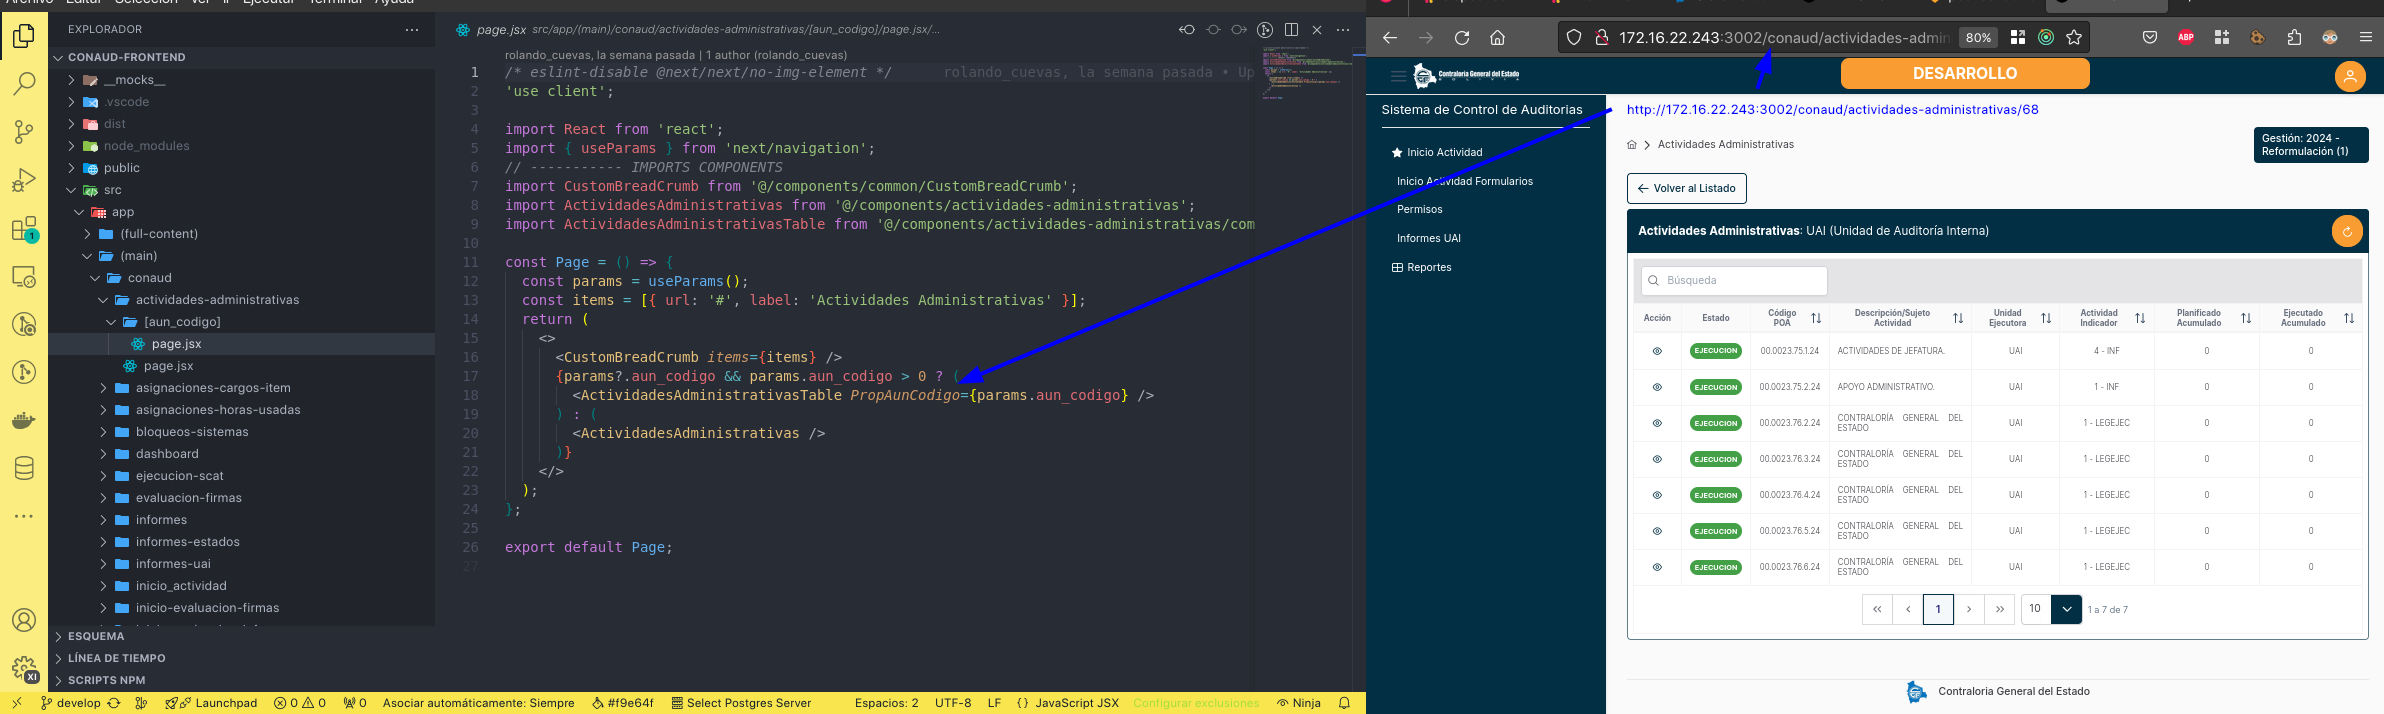 Archivo Editar Selección Ver Ir Ejecutar Terminal Ayuda
EXPLORADOR
CONAUD-FRONTEND
__mocks__
.vscode
dist
node_modules
public
src
app
(full-content)
(main)
conaud
actividades-administrativas
[aun_codigo]
page.jsx
page.jsx
asignaciones-cargos-item
asignaciones-horas-usadas
bloqueos-sistemas
dashboard
ejecucion-scat
evaluacion-firmas
informes
informes-estados
informes-uai
inicio_actividad
inicio-evaluacion-firmas
ESQUEMA
LÍNEA DE TIEMPO
SCRIPTS NPM
1
XI
page.jsx src/app/(main)/conaud/actividades-administrativas/[aun_codigo]/page.jsx/...
rolando_cuevas, la semana pasada | 1 author (rolando_cuevas)
1 /* eslint-disable @next/next/no-img-element */ rolando_cuevas, la semana pasada • Up
2 'use client';
3
4 import React from 'react';
5 import { useParams } from 'next/navigation';
6 // ----------- IMPORTS COMPONENTS
7 import CustomBreadCrumb from '@/components/common/CustomBreadCrumb';
8 import ActividadesAdministrativas from '@/components/actividades-administrativas';
9 import ActividadesAdministrativasTable from '@/components/actividades-administrativas/com
10
11 const Page = () => {
12 const params = useParams();
13 const items = [{ url: '#', label: 'Actividades Administrativas' }];
14 return (
15 <>
16 <CustomBreadCrumb items={items} />
17 {params?.aun_codigo && params.aun_codigo > 0 ? (
18 <ActividadesAdministrativasTable PropAunCodigo={params.aun_codigo} />
19 ) : (
20 <ActividadesAdministrativas />
21 )}
22 </>
23 );
24 };
25
26 export default Page;
27
develop
Launchpad
0 0
0
Asociar automáticamente: Siempre
#f9e64f
Select Postgres Server
Espacios: 2
UTF-8
LF
{ } JavaScript JSX
Configurar exclusiones
Ninja
172.16.22.243:3002/conaud/actividades-admin
80%
ABP
Contraloría General del Estado
DESARROLLO
Sistema de Control de Auditorias
Inicio Actividad
Inicio Actividad Formularios
Permisos
Informes UAI
Reportes
http://172.16.22.243:3002/conaud/actividades-administrativas/68
Actividades Administrativas
Gestión: 2024 -
Reformulación (1)
Volver al Listado
Actividades Administrativas: UAI (Unidad de Auditoría Interna)
Búsqueda
Acción Estado Código POA Descripción/Sujeto Actividad Unidad Ejecutora Actividad Indicador Planificado Acumulado Ejecutado Acumulado
EJECUCION 00.0023.75.1.24 ACTIVIDADES DE JEFATURA. UAI 4 - INF 0 0
EJECUCION 00.0023.75.2.24 APOYO ADMINISTRATIVO. UAI 1 - INF 0 0
EJECUCION 00.0023.76.2.24 CONTRALORÍA GENERAL DEL ESTADO UAI 1 - LEGEJEC 0 0
EJECUCION 00.0023.76.3.24 CONTRALORÍA GENERAL DEL ESTADO UAI 1 - LEGEJEC 0 0
EJECUCION 00.0023.76.4.24 CONTRALORÍA GENERAL DEL ESTADO UAI 1 - LEGEJEC 0 0
EJECUCION 00.0023.76.5.24 CONTRALORÍA GENERAL DEL ESTADO UAI 1 - LEGEJEC 0 0
EJECUCION 00.0023.76.6.24 CONTRALORÍA GENERAL DEL ESTADO UAI 1 - LEGEJEC 0 0
1
10
1 a 7 de 7
Contraloria General del Estado